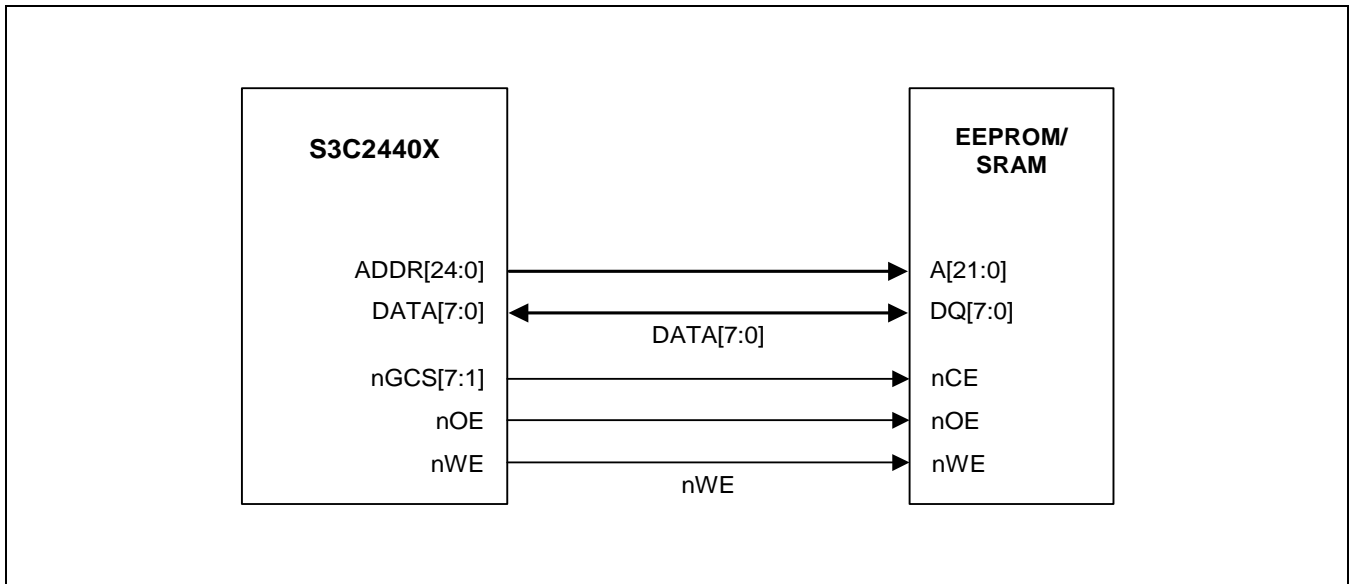 S3C2440X
EEPROM/
SRAM
ADDR[24:0]
A[21:0]
DATA[7:0]
DQ[7:0]
DATA[7:0]
nGCS[7:1]
nCE
nOE
nOE
nWE
nWE
nWE